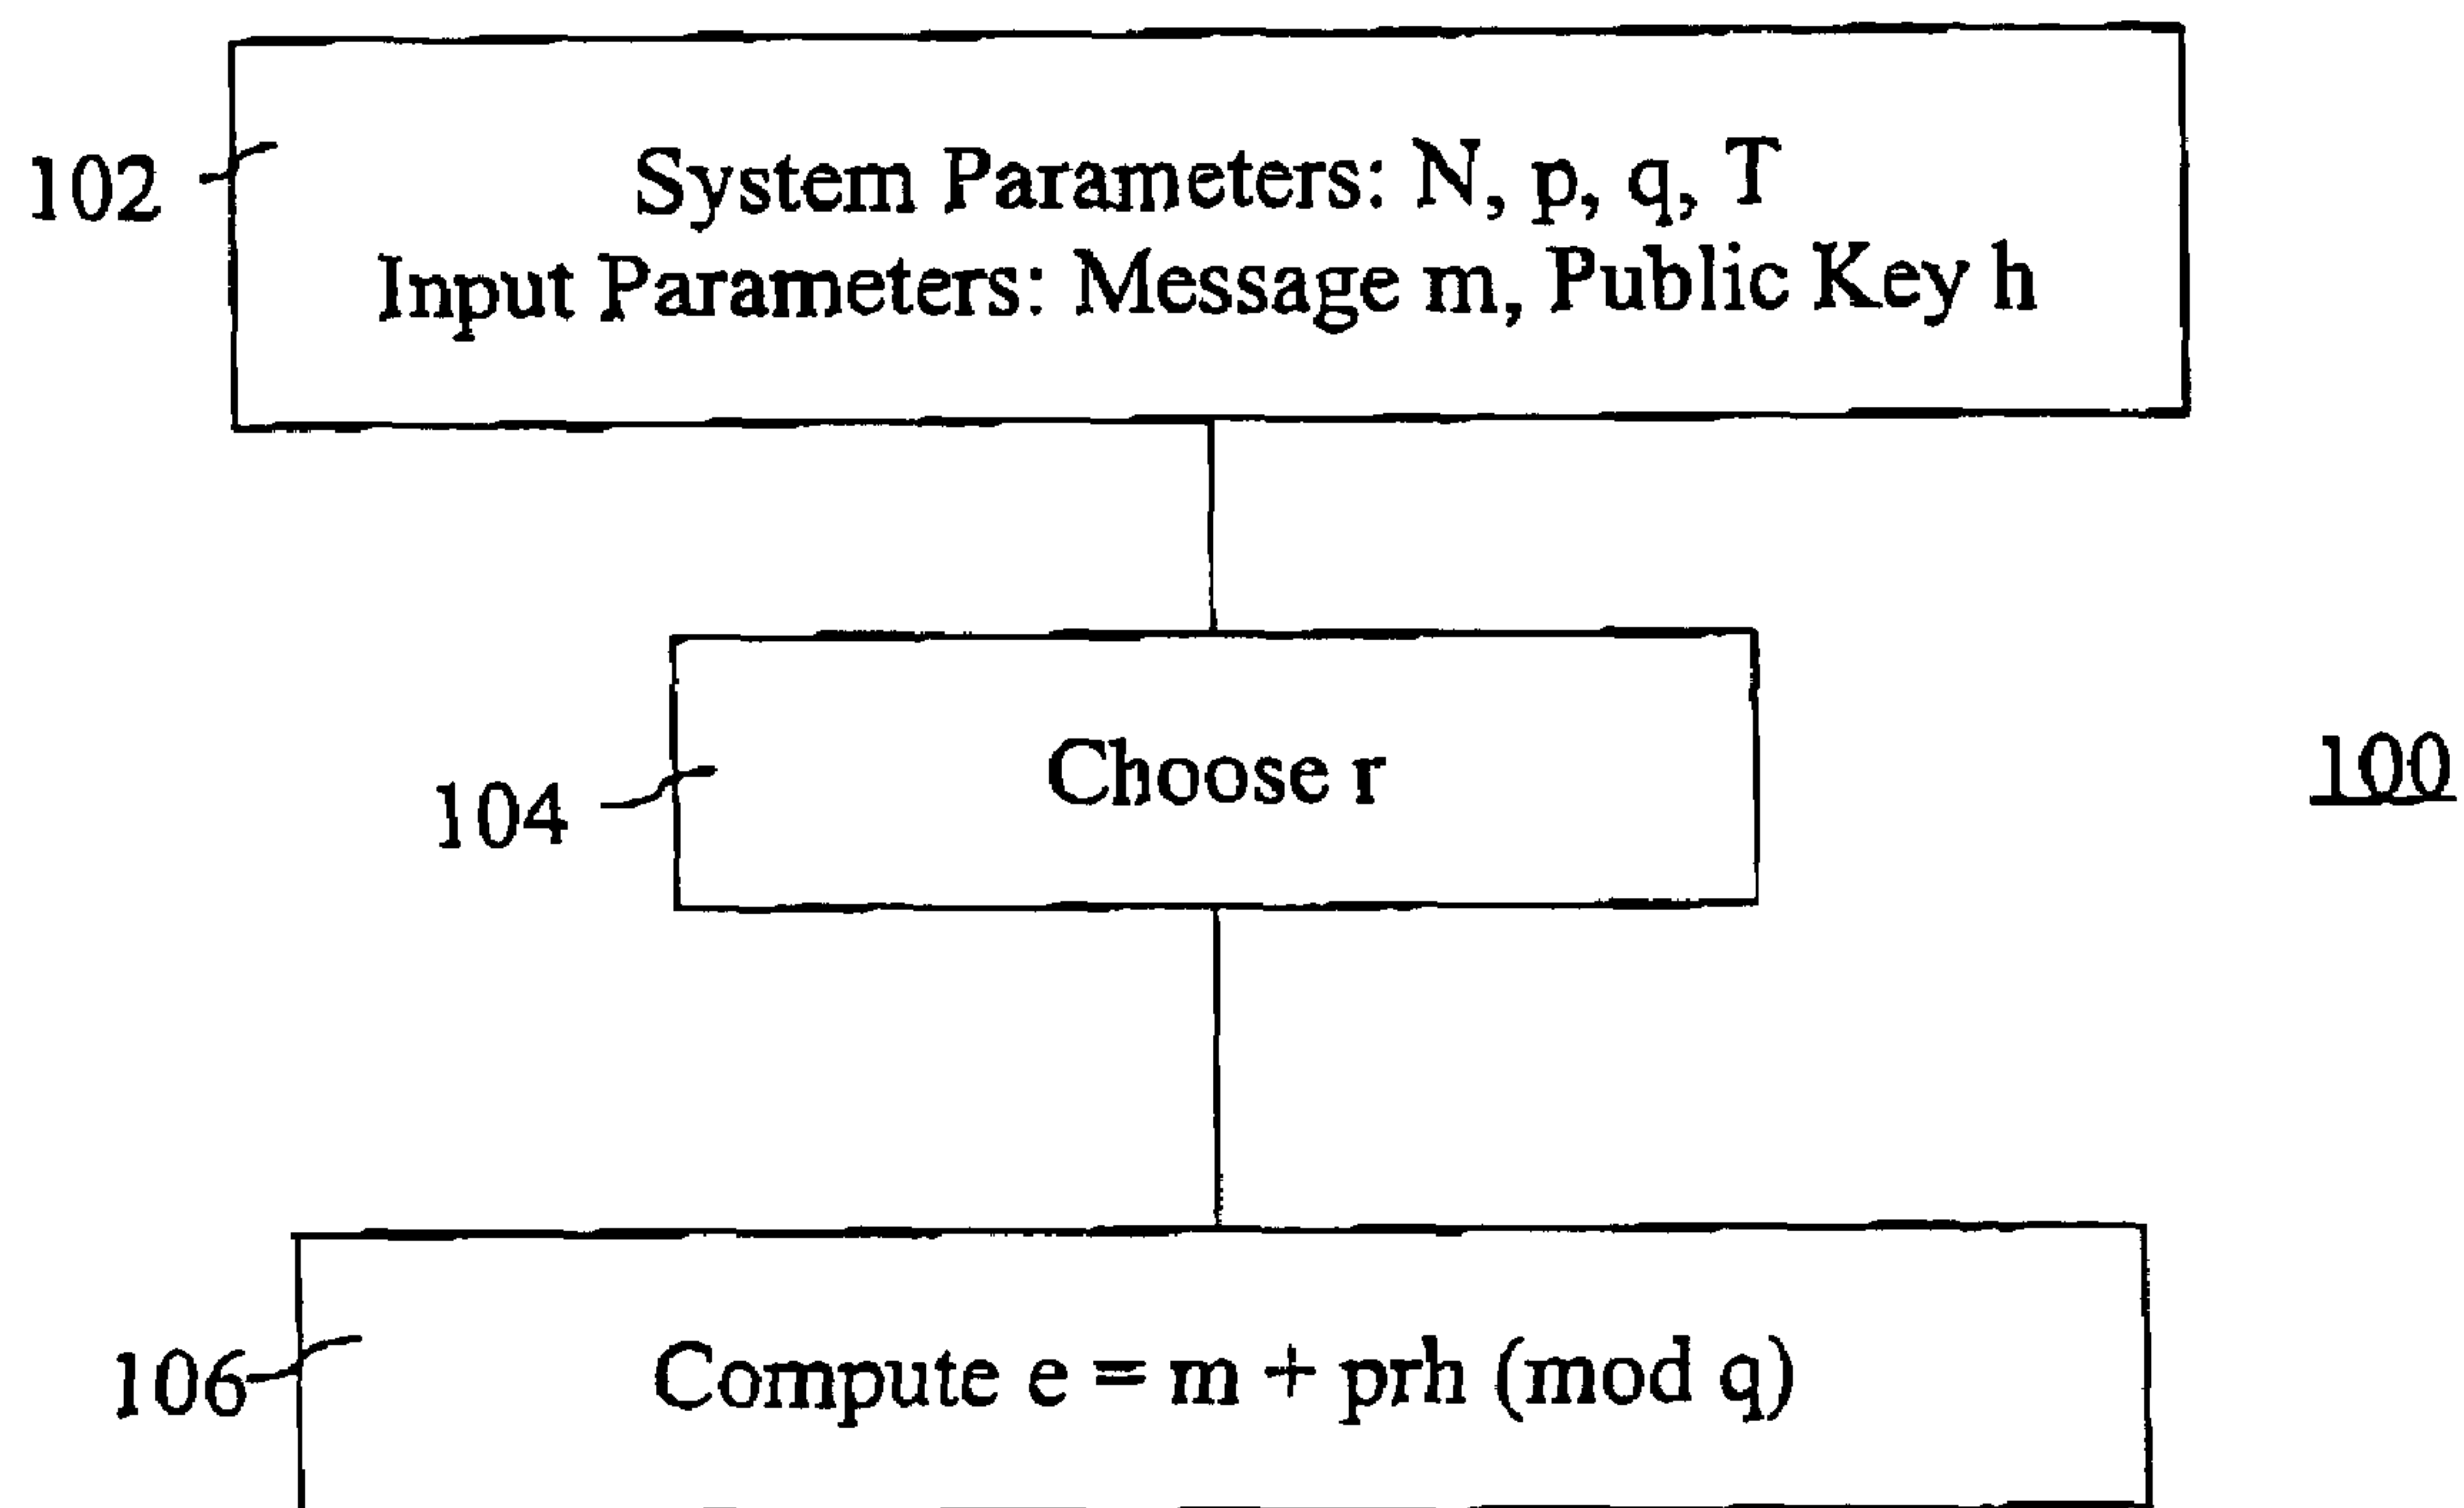 102
System Parameters: N, p, q, T
Input Parameters: Message m, Public Key h
104
Choose r
100
106
Compute e = m + prh (mod q)